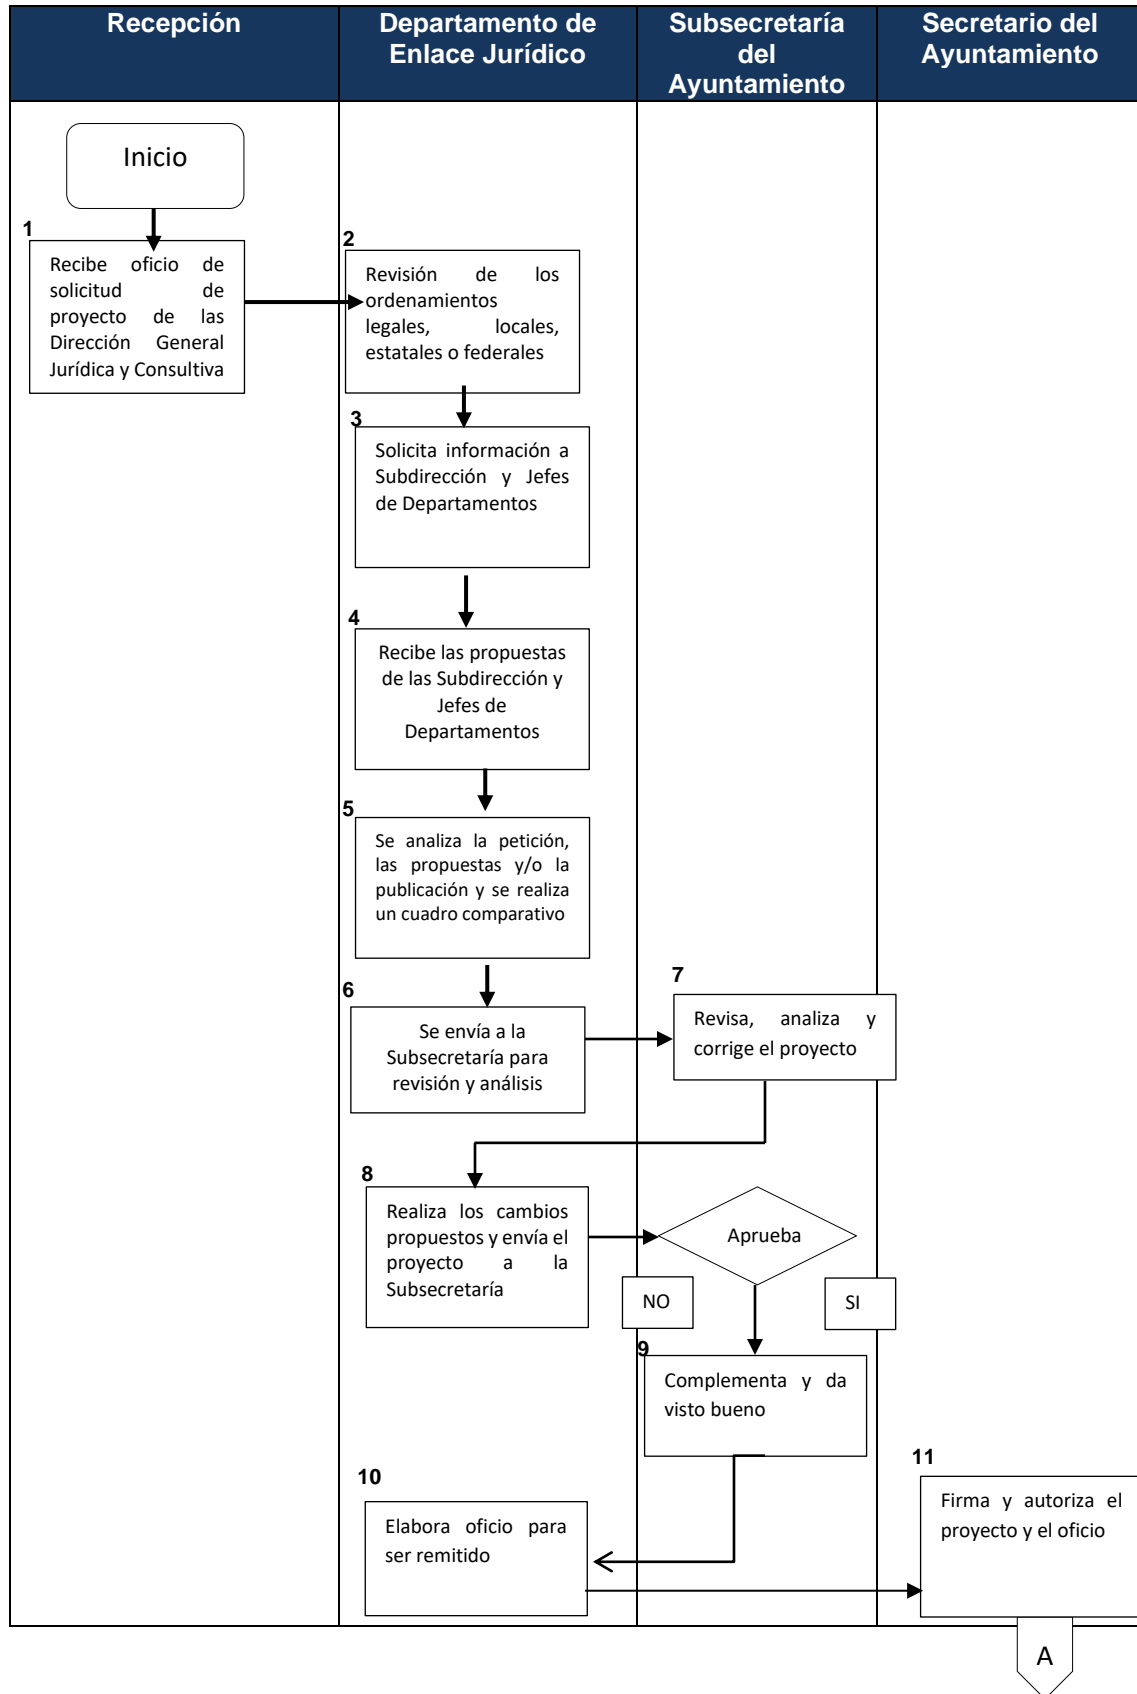 Recepción
Departamento de
Enlace Jurídico
Subsecretaría
del
Ayuntamiento
Secretario del
Ayuntamiento
Inicio
1
Recibe oficio de
solicitud de
proyecto de las
Dirección General
Jurídica y Consultiva
2
Revisión de los
ordenamientos
legales, locales,
estatales o federales
3
Solicita información a
Subdirección y Jefes
de Departamentos
4
Recibe las propuestas
de las Subdirección y
Jefes de
Departamentos
5
Se analiza la petición,
las propuestas y/o la
publicación y se realiza
un cuadro comparativo
6
Se envía a la
Subsecretaría para
revisión y análisis
7
Revisa, analiza y
corrige el proyecto
8
Realiza los cambios
propuestos y envía el
proyecto a la
Subsecretaría
Aprueba
NO
SI
9
Complementa y da
visto bueno
10
Elabora oficio para
ser remitido
11
Firma y autoriza el
proyecto y el oficio
A